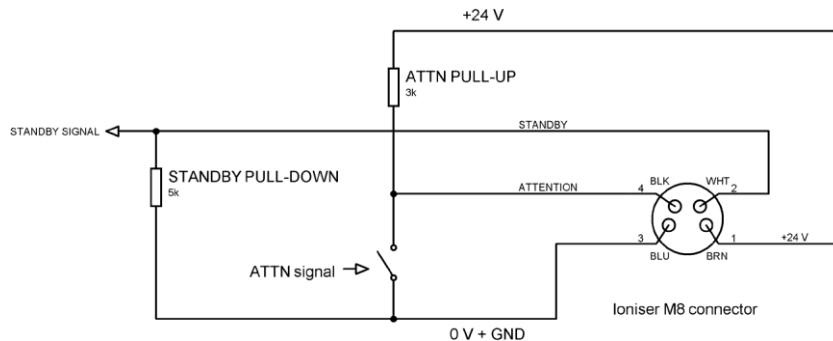 +24 V
ATTN PULL-UP
3k
STANDBY SIGNAL
STANDBY
STANDBY PULL-DOWN
5k
ATTENTION
4
BLK
WHT
2
3
BLU
BRN
1
+24 V
ATTN signal
Ioniser M8 connector
0 V + GND